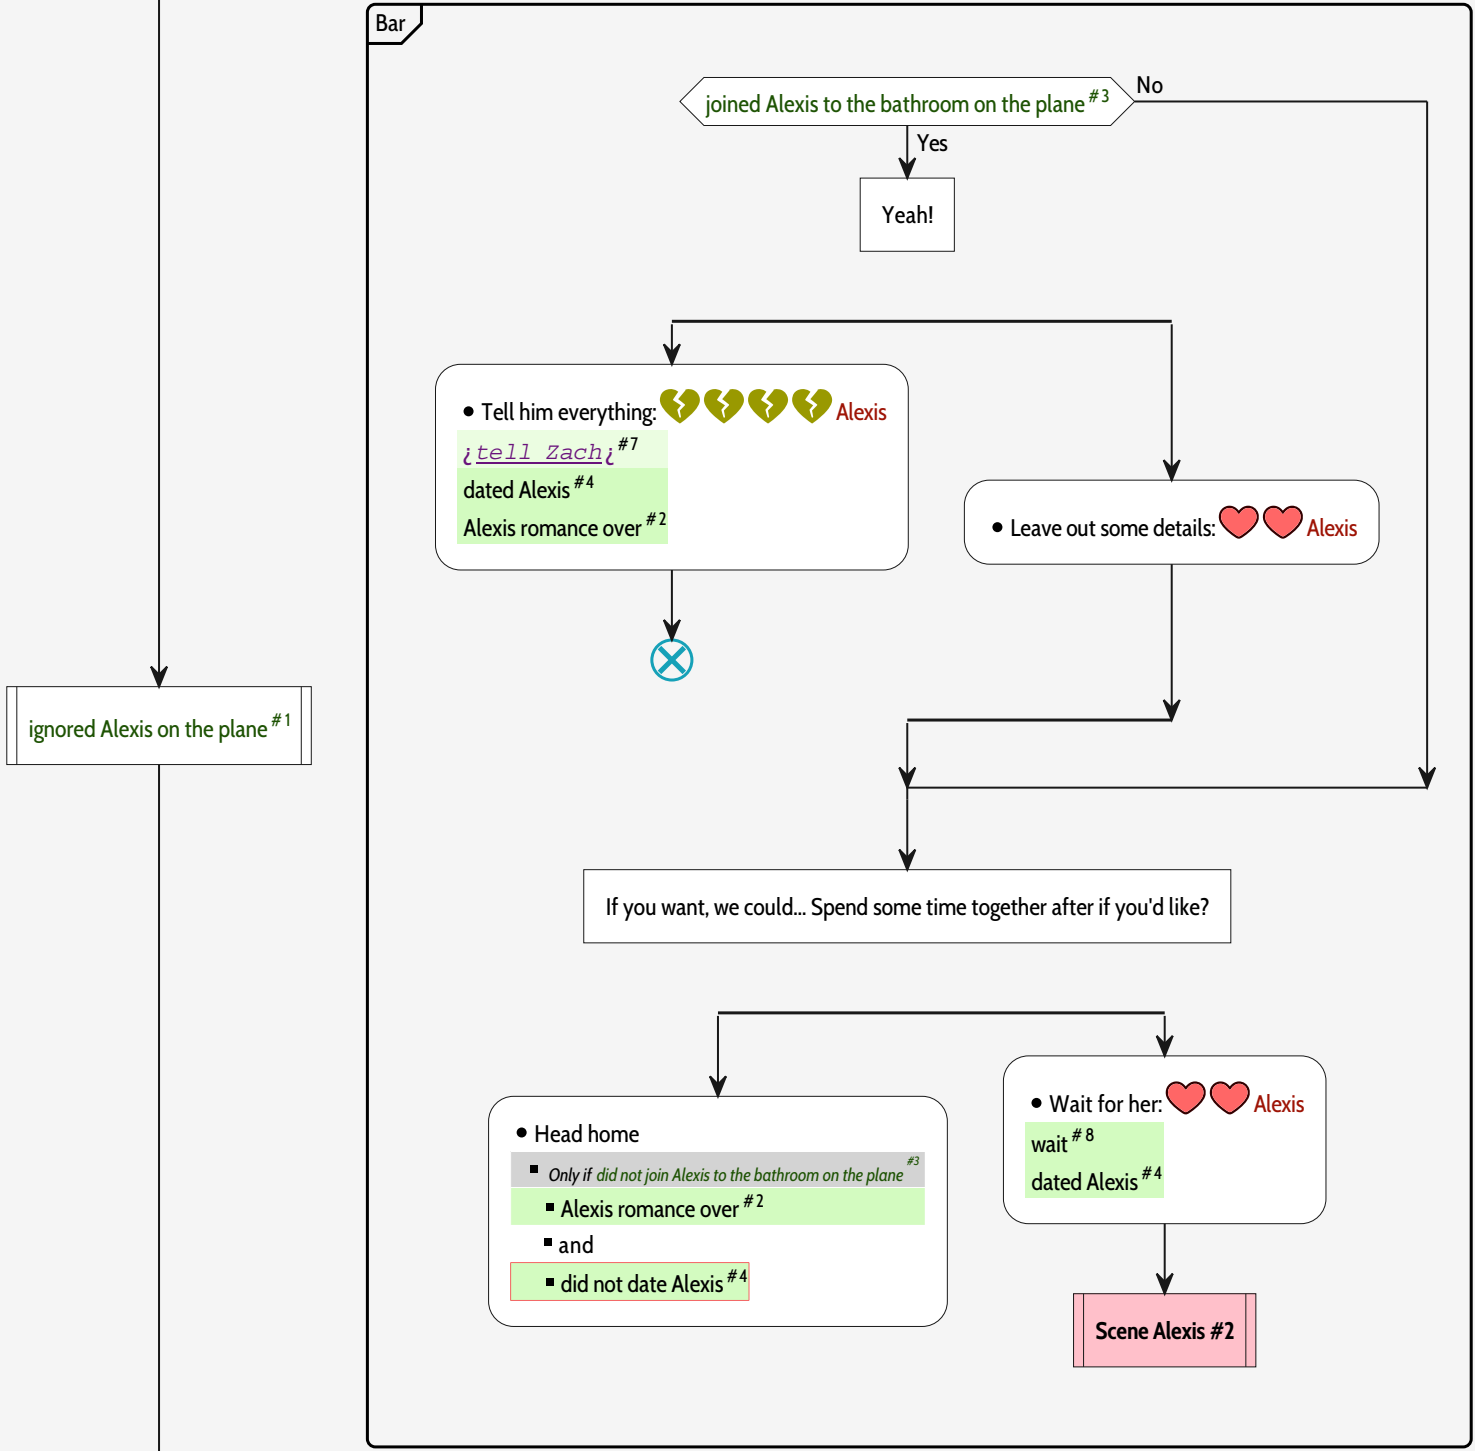 Bar
joined Alexis to the bathroom on the plane #3
No
Yes
Yeah!
• Tell him everything: Alexis
¿tell Zach¿ #7
dated Alexis #4
Alexis romance over #2
• Leave out some details: Alexis
ignored Alexis on the plane #1
If you want, we could... Spend some time together after if you'd like?
• Wait for her: Alexis
wait #8
dated Alexis #4
• Head home
▪ Only if did not join Alexis to the bathroom on the plane #3
▪ Alexis romance over #2
▪ and
▪ did not date Alexis #4
Scene Alexis #2